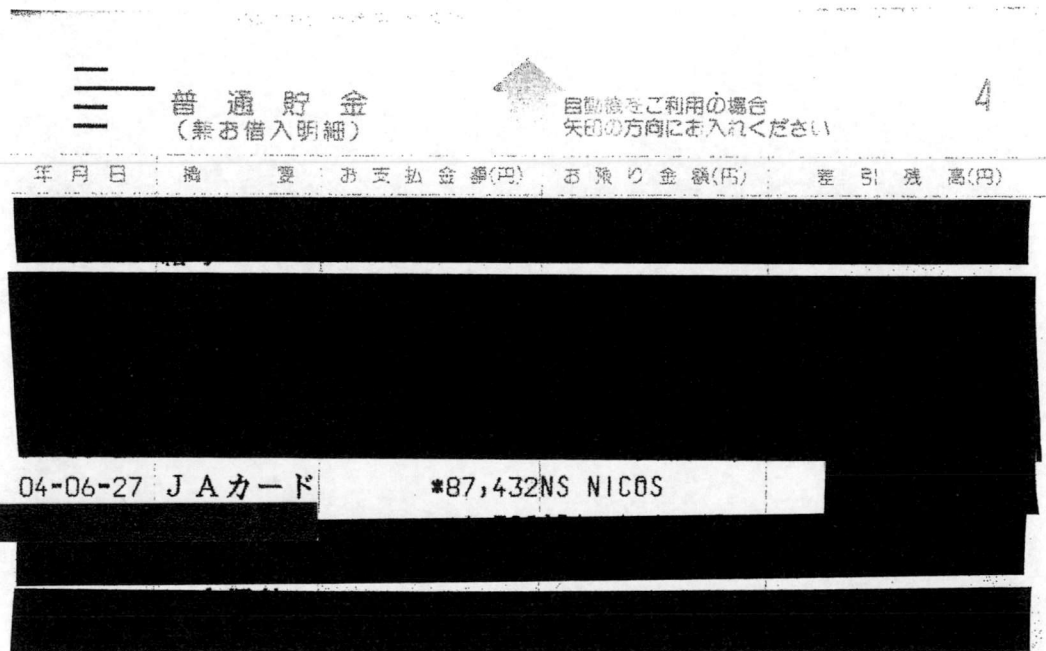 普通貯金
(兼お借入明細)
自動機をご利用の場合
矢印の方向にお入れください
4
年月日 摘要 お支払金額(円) お預り金額(円) 差引残高(円)
04-06-27 JAカード *87,432 NS NICOS